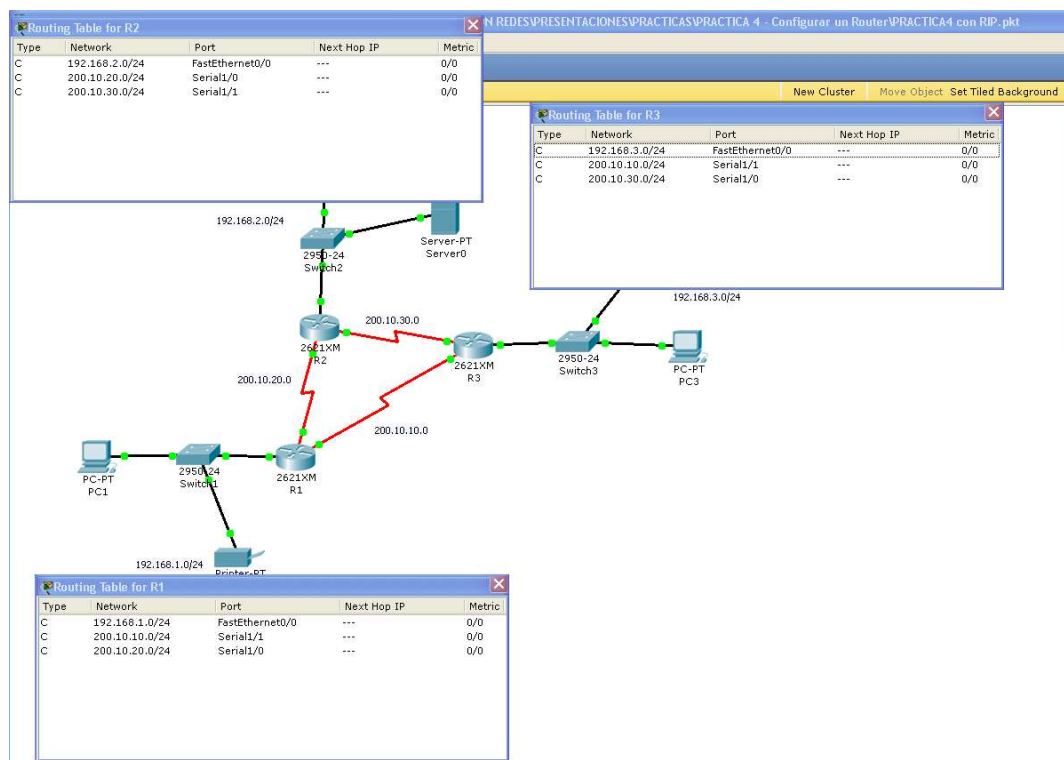 Routing Table for R2
N REDES\PRESENTACIONES\PRACTICAS\PRACTICA 4 - Configurar un Router\PRACTICA4 con RIP.pkt
Type Network Port Next Hop IP Metric
C 192.168.2.0/24 FastEthernet0/0 --- 0/0
C 200.10.20.0/24 Serial1/0 --- 0/0
C 200.10.30.0/24 Serial1/1 --- 0/0
New Cluster Move Object Set Tiled Background
Routing Table for R3
Type Network Port Next Hop IP Metric
C 192.168.3.0/24 FastEthernet0/0 --- 0/0
C 200.10.10.0/24 Serial1/1 --- 0/0
C 200.10.30.0/24 Serial1/0 --- 0/0
192.168.2.0/24
Server-PT
Server0
2950-24
Switch2
192.168.3.0/24
200.10.30.0
2621XM
R2
2621XM
R3
2950-24
Switch3
PC-PT
PC3
200.10.20.0
200.10.10.0
PC-PT
PC1
2950-24
Switch1
2621XM
R1
192.168.1.0/24
Printer-PT
Routing Table for R1
Type Network Port Next Hop IP Metric
C 192.168.1.0/24 FastEthernet0/0 --- 0/0
C 200.10.10.0/24 Serial1/1 --- 0/0
C 200.10.20.0/24 Serial1/0 --- 0/0